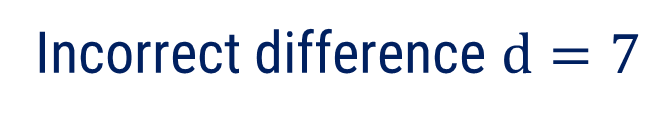 Incorrect difference d = 7